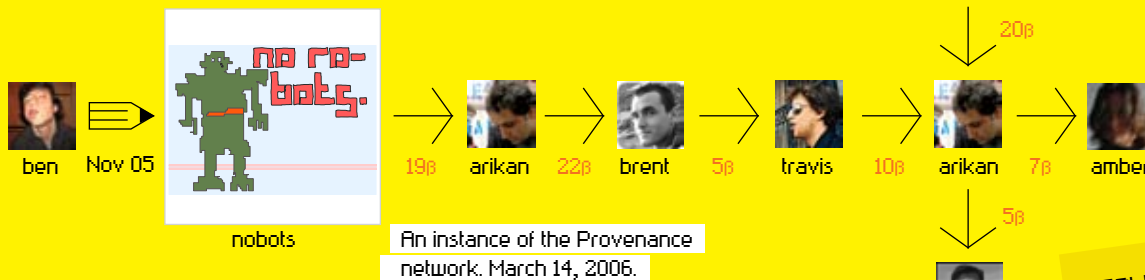 no ro-
bots.
20β
ben
Nov 05
19β
arikan
22β
brent
5β
travis
10β
arikan
7β
amber
5β
nobots
An instance of the Provenance
network. March 14, 2006.